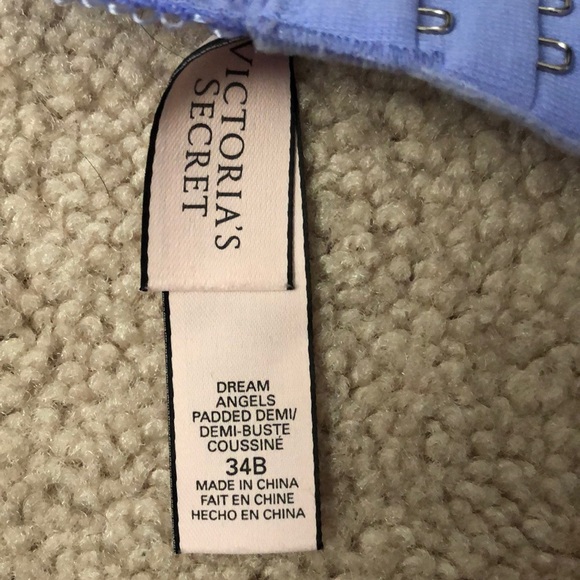 VICTORIA'S
SECRET
DREAM
ANGELS
PADDED DEMI/
DEMI-BUSTE
COUSSINÉ
34B
MADE IN CHINA
FAIT EN CHINE
HECHO EN CHINA